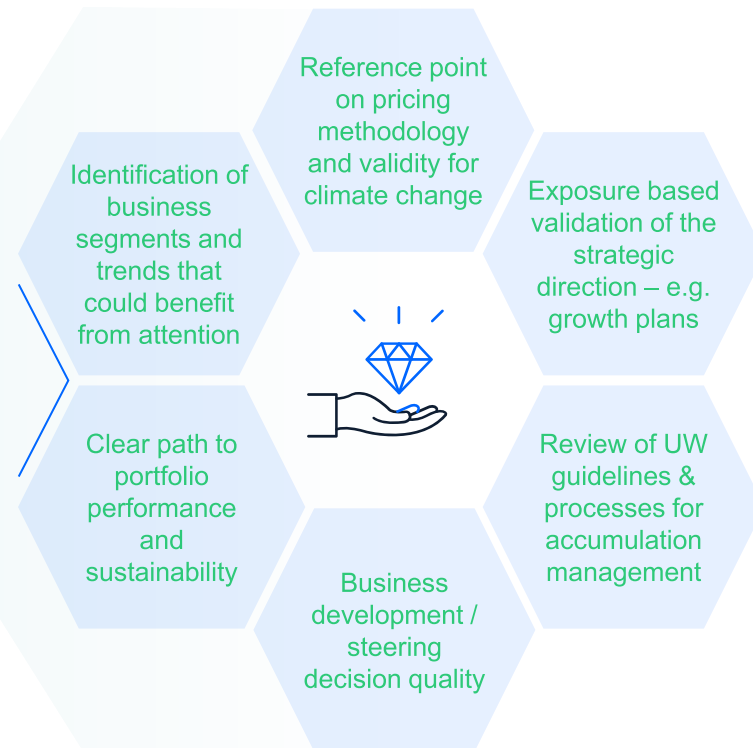 Reference point
on pricing
methodology
and validity for
climate change
Identification of
business
segments and
trends that
could benefit
from attention
Exposure based
validation of the
strategic
direction – e.g.
growth plans
Clear path to
portfolio
performance
and
sustainability
Review of UW
guidelines &
processes for
accumulation
management
Business
development /
steering
decision quality